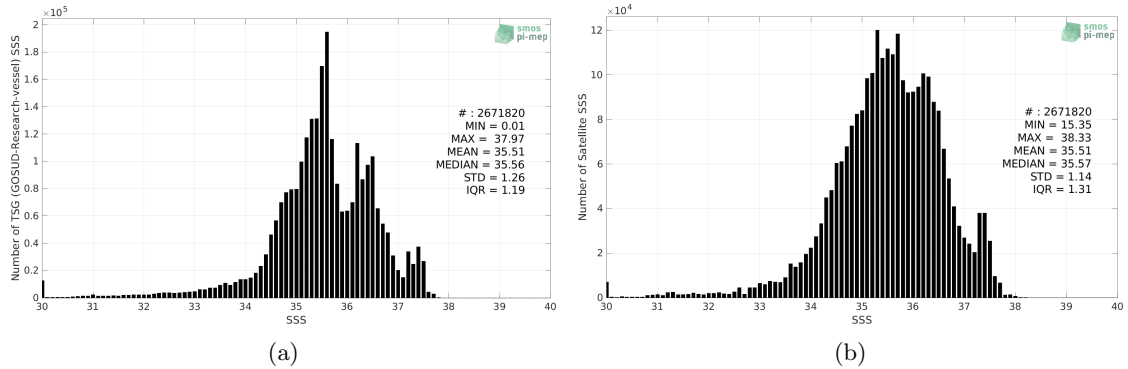 ×10⁵
2
1.8
1.6
1.4
1.2
1
0.8
0.6
0.4
0.2
0
Number of TSG (GOSUD-Research-vessel) SSS
30 31 32 33 34 35 36 37 38 39 40
SSS
smos
pi-mep
# : 2671820
MIN = 0.01
MAX = 37.97
MEAN = 35.51
MEDIAN = 35.56
STD = 1.26
IQR = 1.19
(a)
×10⁴
12
10
8
6
4
2
0
Number of Satellite SSS
30 31 32 33 34 35 36 37 38 39 40
SSS
smos
pi-mep
# : 2671820
MIN = 15.35
MAX = 38.33
MEAN = 35.51
MEDIAN = 35.57
STD = 1.14
IQR = 1.31
(b)